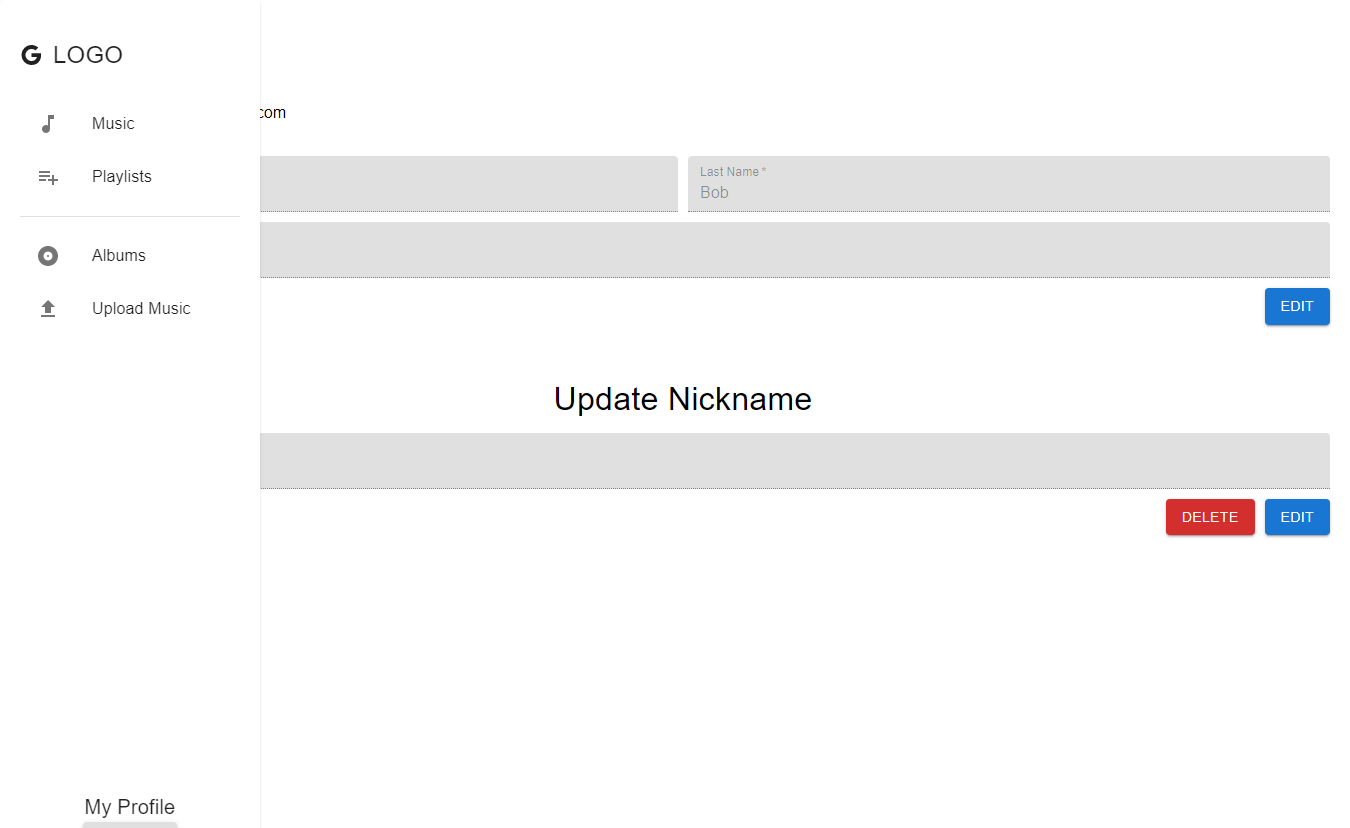 G LOGO
Music
Playlists
Albums
Upload Music
My Profile
com
Last Name *
Bob
EDIT
Update Nickname
DELETE
EDIT